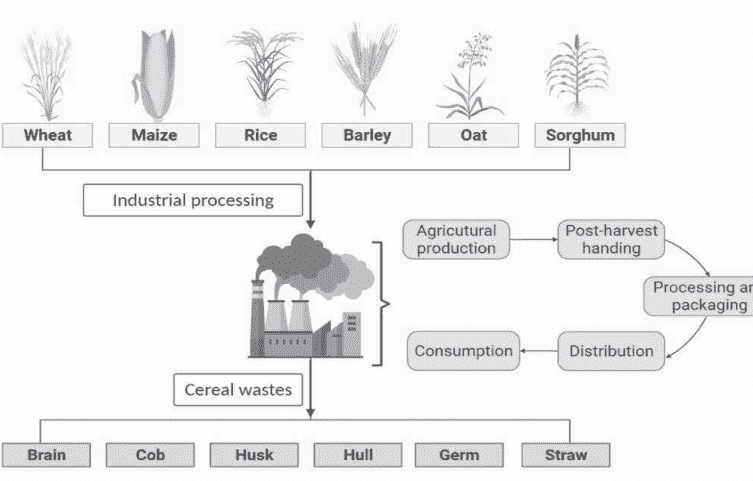 Wheat
Maize
Rice
Barley
Oat
Sorghum
Industrial processing
Agricutural
production
Post-harvest
handing
Processing an
packaging
Distribution
Consumption
Cereal wastes
Brain
Cob
Husk
Hull
Germ
Straw